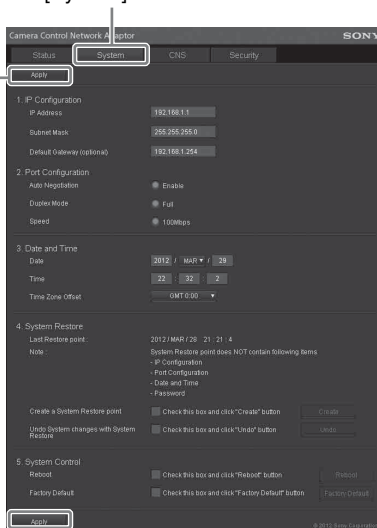 Camera Control Network Adaptor SONY
Status System CNS Security
Apply
1. IP Configuration
IP Address 192.168.1.1
Subnet Mask 255.255.255.0
Default Gateway (optional) 192.168.1.254
2. Port Configuration
Auto Negotiation Enable
Duplex Mode Full
Speed 100Mbps
3. Date and Time
Date 2012 / MAR / 29
Time 22 : 32 : 2
Time Zone Offset GMT 0:00
4. System Restore
Last Restore point : 2012 / MAR / 28 21 : 21 : 4
Note : System Restore point does NOT contain following items
- IP Configuration
- Port Configuration
- Date and Time
- Password
Create a System Restore point Check this box and click "Create" button Create
Undo System changes with System Restore Check this box and click "Undo" button Undo
5. System Control
Reboot Check this box and click "Reboot" button Reboot
Factory Default Check this box and click "Factory Default" button Factory Default
Apply
© 2012 Sony Corporation